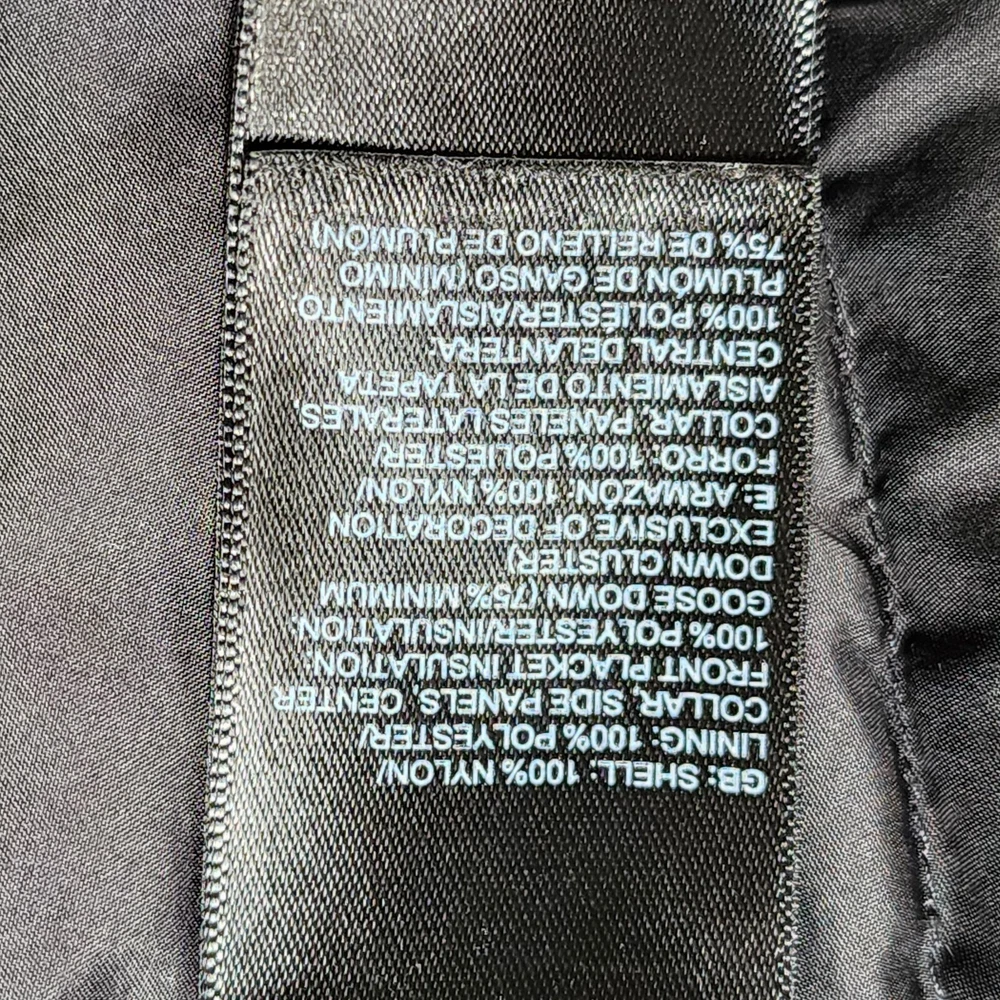 GB: SHELL: 100% NYLON/
LINING: 100% POLYESTER/
COLLAR, SIDE PANELS, CENTER
FRONT PLACKET INSULATION:
100% POLYESTER/INSULATION:
GOOSE DOWN (75% MINIMUM
DOWN CLUSTER)
EXCLUSIVE OF DECORATION
E: ARMAZÓN: 100% NYLON/
FORRO: 100% POLIÉSTER/
COLLAR, PANELES LATERALES,
AISLAMIENTO DE LA TAPETA
CENTRAL DELANTERA:
100% POLIÉSTER/AISLAMIENTO:
PLUMÓN DE GANSO (MÍNIMO
75% DE RELLENO DE PLUMÓN)